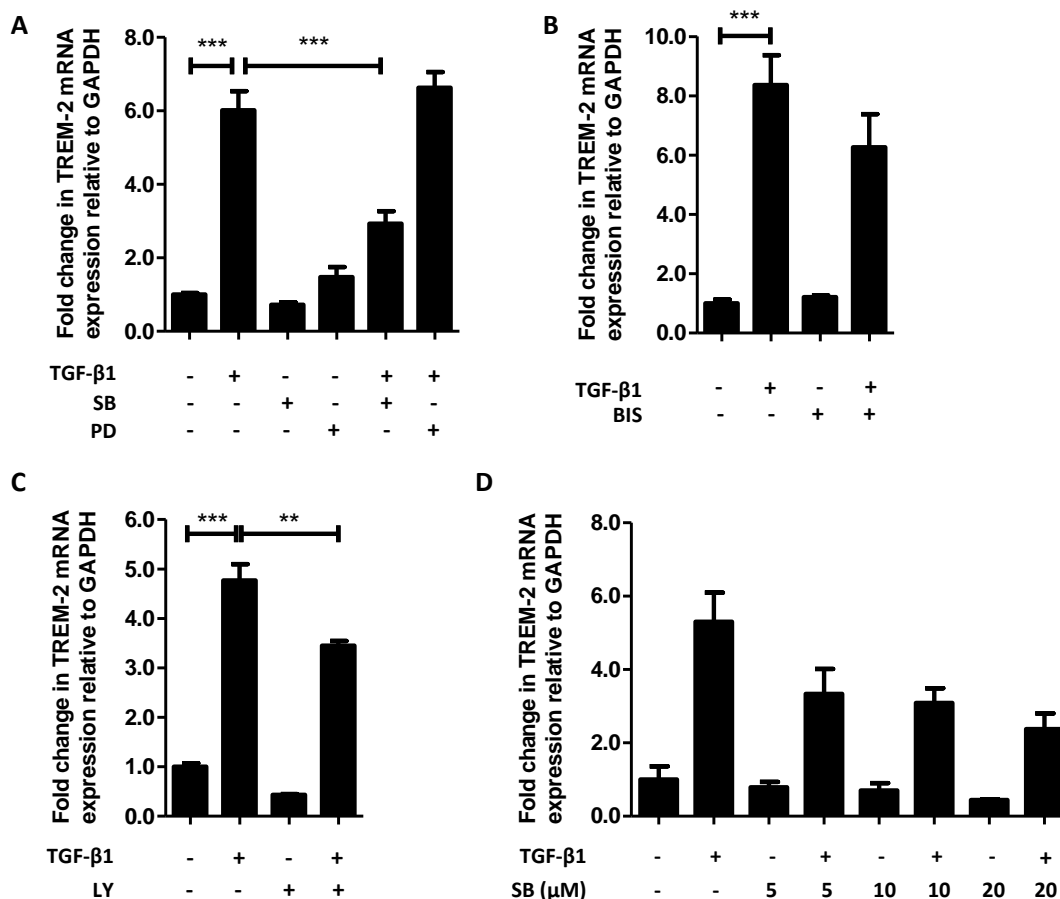 A
Fold change in TREM-2 mRNA
expression relative to GAPDH
8.0
6.0
4.0
2.0
0.0
*** ***
TGF-β1 - + - - + +
SB - - + - + -
PD - - - + - +
B
Fold change in TREM-2 mRNA
expression relative to GAPDH
10.0
8.0
6.0
4.0
2.0
0.0
***
TGF-β1 - + - +
BIS - - + +
C
Fold change in TREM-2 mRNA
expression relative to GAPDH
6.0
5.0
4.0
3.0
2.0
1.0
0.0
*** **
TGF-β1 - + - +
LY - - + +
D
Fold change in TREM-2 mRNA
expression relative to GAPDH
8.0
6.0
4.0
2.0
0.0
TGF-β1 - + - + - + - +
SB (μM) - - 5 5 10 10 20 20